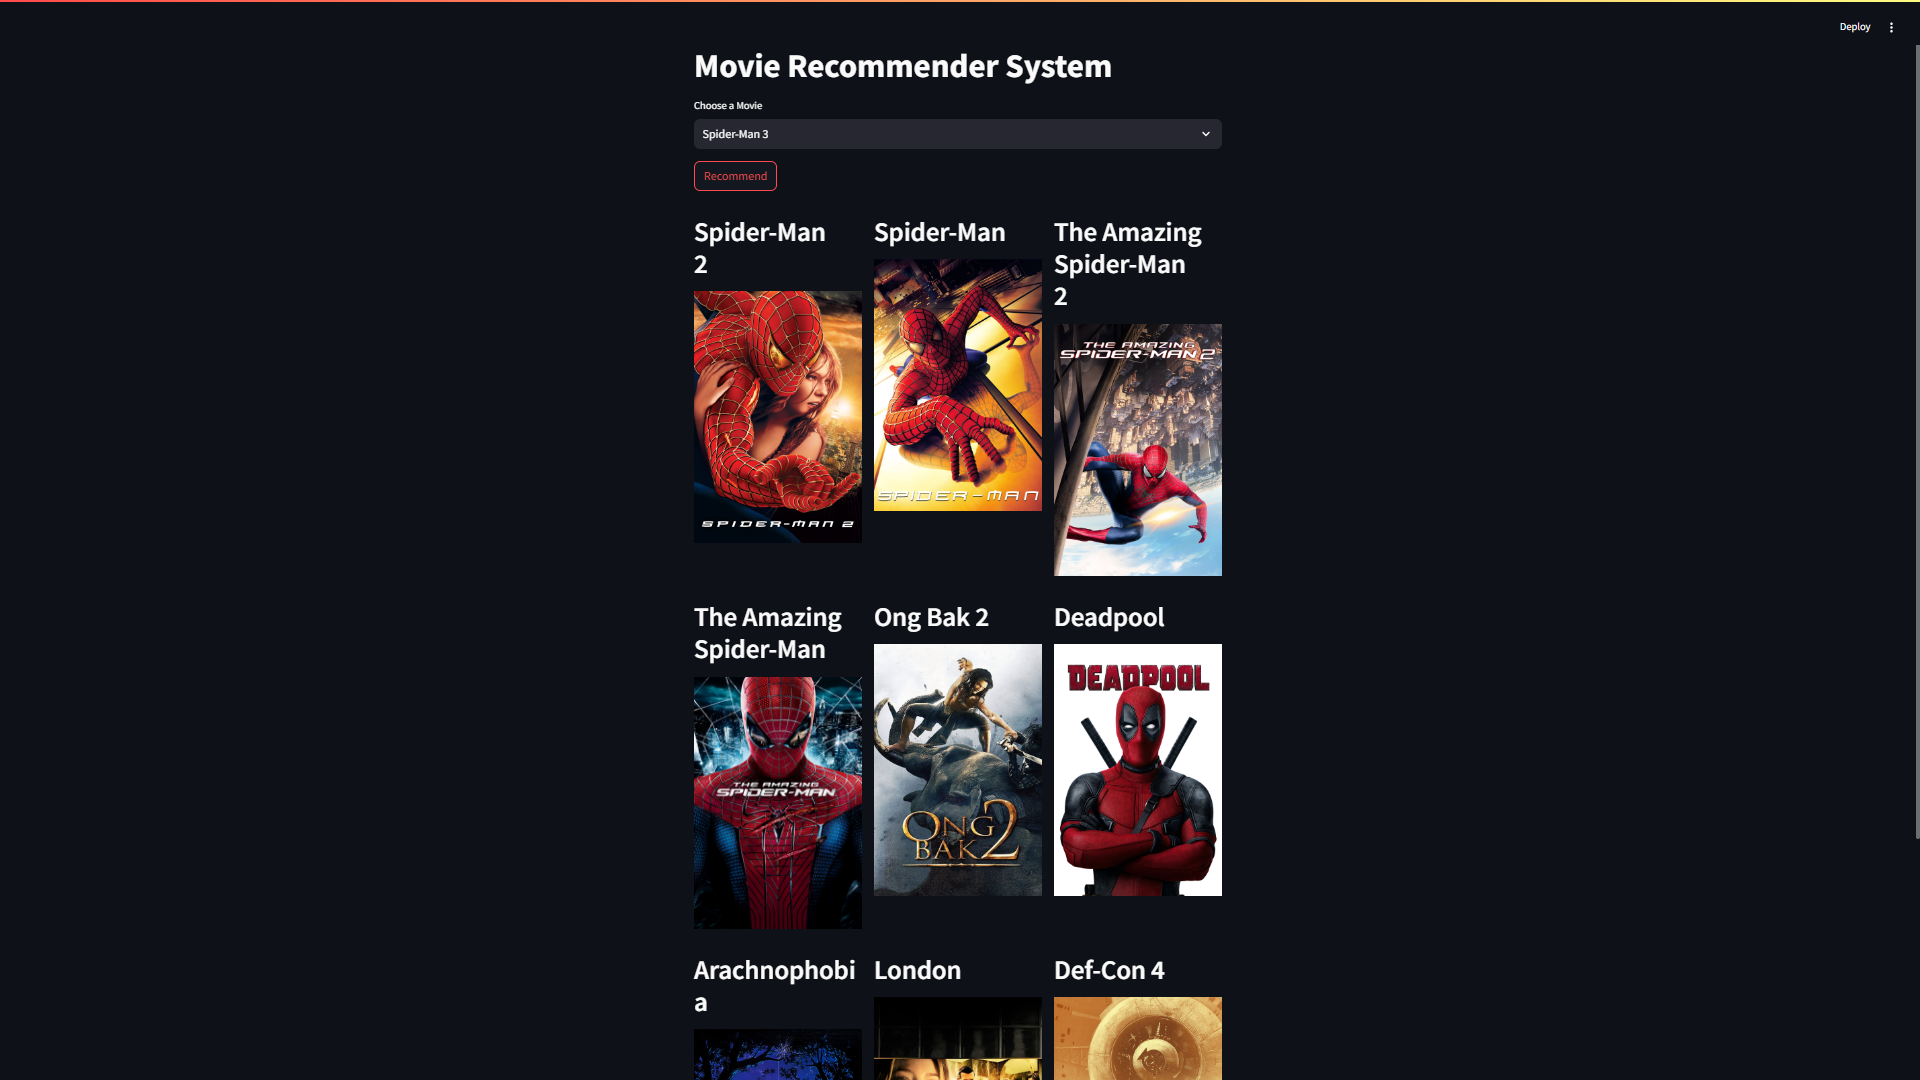 Deploy
Movie Recommender System
Choose a Movie
Spider-Man 3
Recommend
Spider-Man
2
Spider-Man
The Amazing
Spider-Man
2
SPIDER-MAN 2
SPIDER-MAN
THE AMAZING
SPIDER-MAN 2
The Amazing
Spider-Man
Ong Bak 2
Deadpool
THE AMAZING
SPIDER-MAN
ONG
BAK 2
DEADPOOL
Arachnophobi
a
London
Def-Con 4